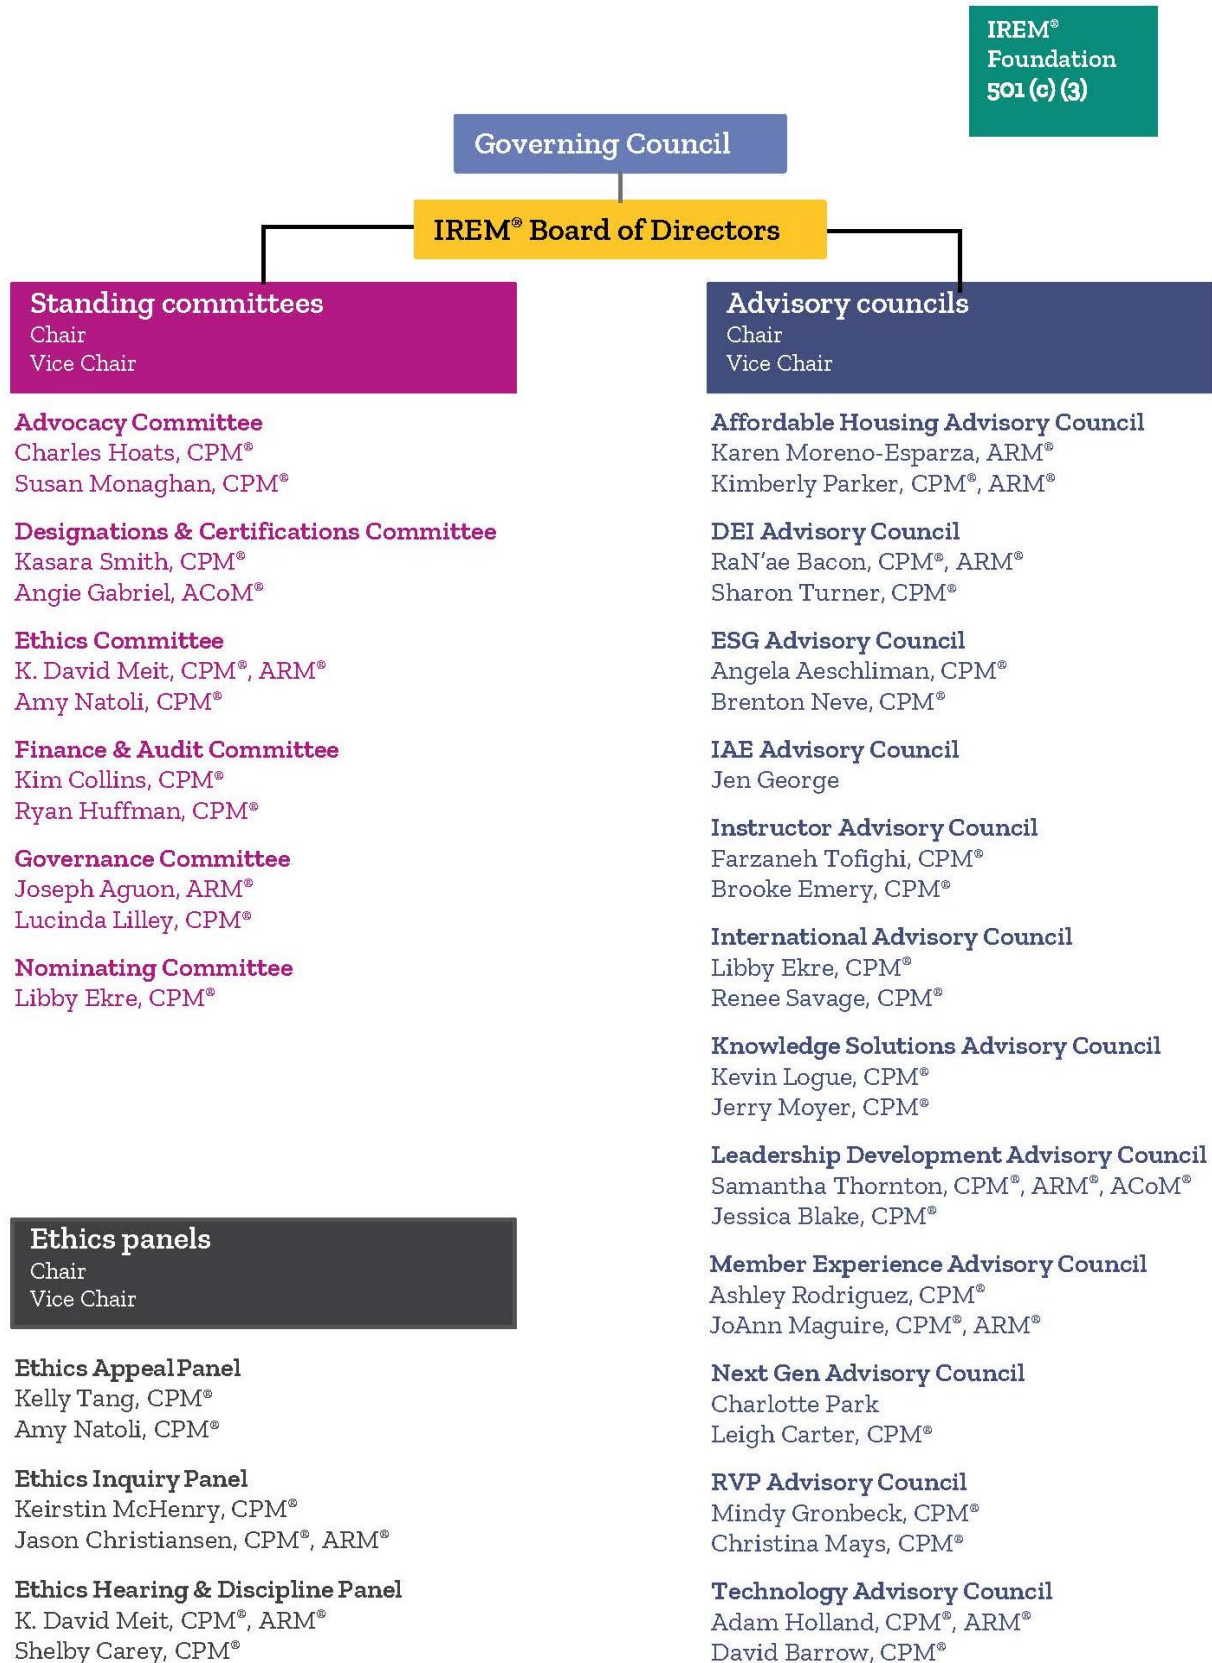 IREM®
Foundation
501 (c) (3)
Governing Council
IREM® Board of Directors
Standing committees
Chair
Vice Chair
Advocacy Committee
Charles Hoats, CPM®
Susan Monaghan, CPM®
Designations & Certifications Committee
Kasara Smith, CPM®
Angie Gabriel, ACoM®
Ethics Committee
K. David Meit, CPM®, ARM®
Amy Natoli, CPM®
Finance & Audit Committee
Kim Collins, CPM®
Ryan Huffman, CPM®
Governance Committee
Joseph Aguon, ARM®
Lucinda Lilley, CPM®
Nominating Committee
Libby Ekre, CPM®
Ethics panels
Chair
Vice Chair
Ethics Appeal Panel
Kelly Tang, CPM®
Amy Natoli, CPM®
Ethics Inquiry Panel
Keirstin McHenry, CPM®
Jason Christiansen, CPM®, ARM®
Ethics Hearing & Discipline Panel
K. David Meit, CPM®, ARM®
Shelby Carey, CPM®
Advisory councils
Chair
Vice Chair
Affordable Housing Advisory Council
Karen Moreno-Esparza, ARM®
Kimberly Parker, CPM®, ARM®
DEI Advisory Council
RaN’ae Bacon, CPM®, ARM®
Sharon Turner, CPM®
ESG Advisory Council
Angela Aeschliman, CPM®
Brenton Neve, CPM®
IAE Advisory Council
Jen George
Instructor Advisory Council
Farzaneh Tofighi, CPM®
Brooke Emery, CPM®
International Advisory Council
Libby Ekre, CPM®
Renee Savage, CPM®
Knowledge Solutions Advisory Council
Kevin Logue, CPM®
Jerry Moyer, CPM®
Leadership Development Advisory Council
Samantha Thornton, CPM®, ARM®, ACoM®
Jessica Blake, CPM®
Member Experience Advisory Council
Ashley Rodriguez, CPM®
JoAnn Maguire, CPM®, ARM®
Next Gen Advisory Council
Charlotte Park
Leigh Carter, CPM®
RVP Advisory Council
Mindy Gronbeck, CPM®
Christina Mays, CPM®
Technology Advisory Council
Adam Holland, CPM®, ARM®
David Barrow, CPM®